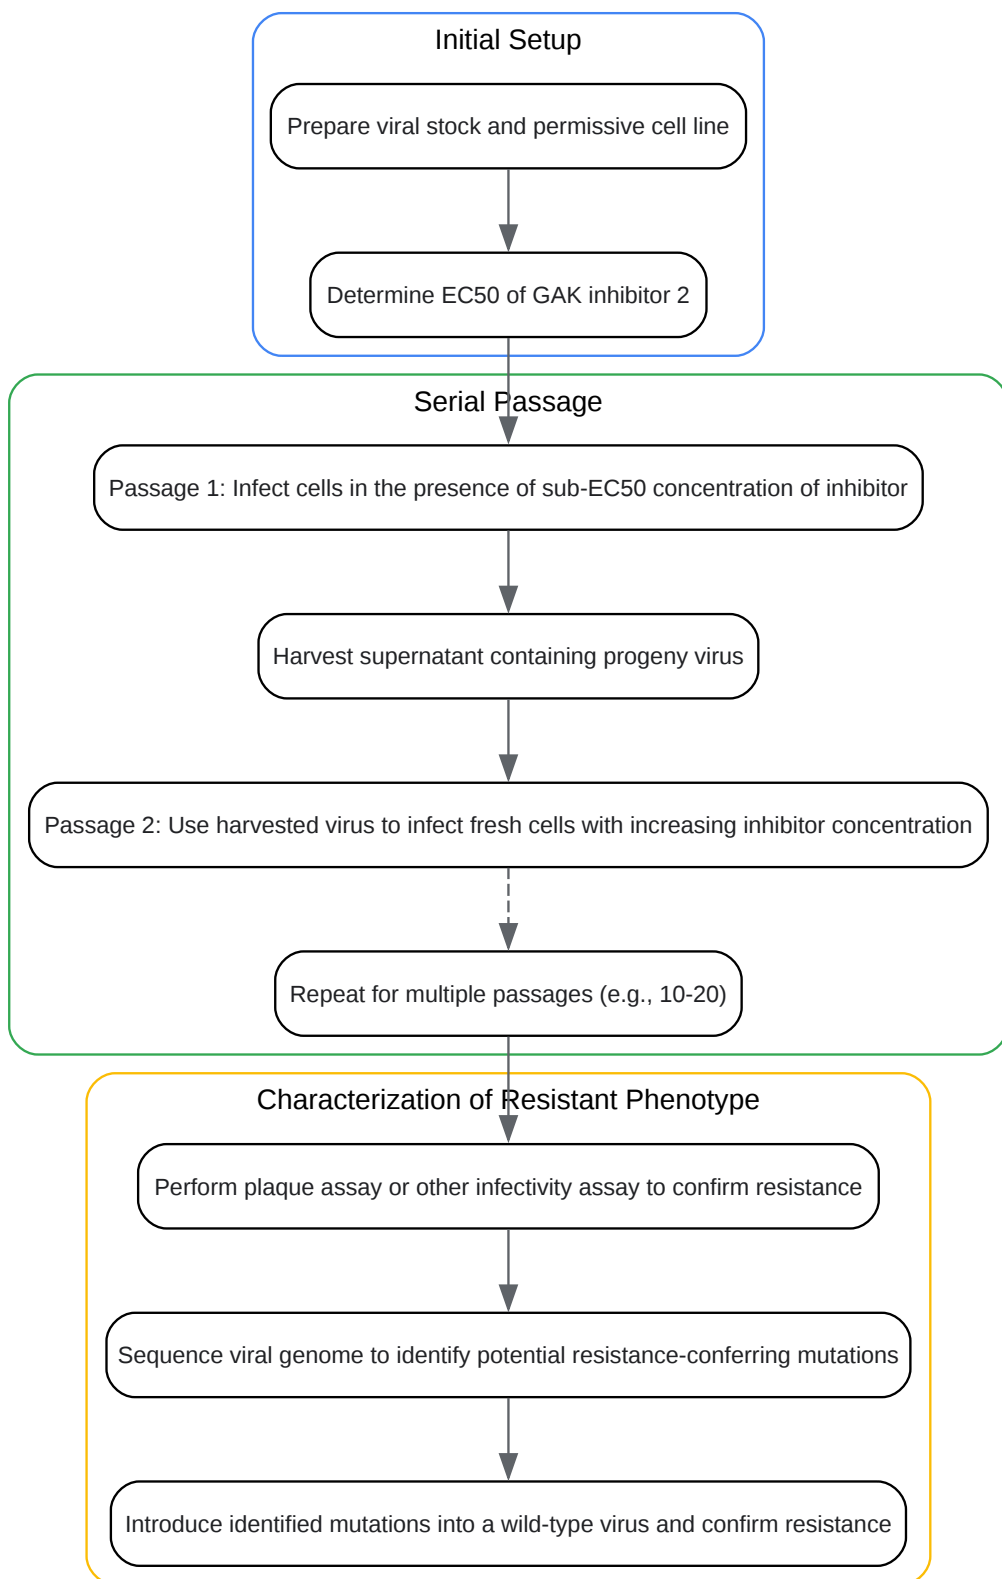 Initial Setup
Prepare viral stock and permissive cell line
Determine EC50 of GAK inhibitor 2
Serial Passage
Passage 1: Infect cells in the presence of sub-EC50 concentration of inhibitor
Harvest supernatant containing progeny virus
Passage 2: Use harvested virus to infect fresh cells with increasing inhibitor concentration
Repeat for multiple passages (e.g., 10-20)
Characterization of Resistant Phenotype
Perform plaque assay or other infectivity assay to confirm resistance
Sequence viral genome to identify potential resistance-conferring mutations
Introduce identified mutations into a wild-type virus and confirm resistance